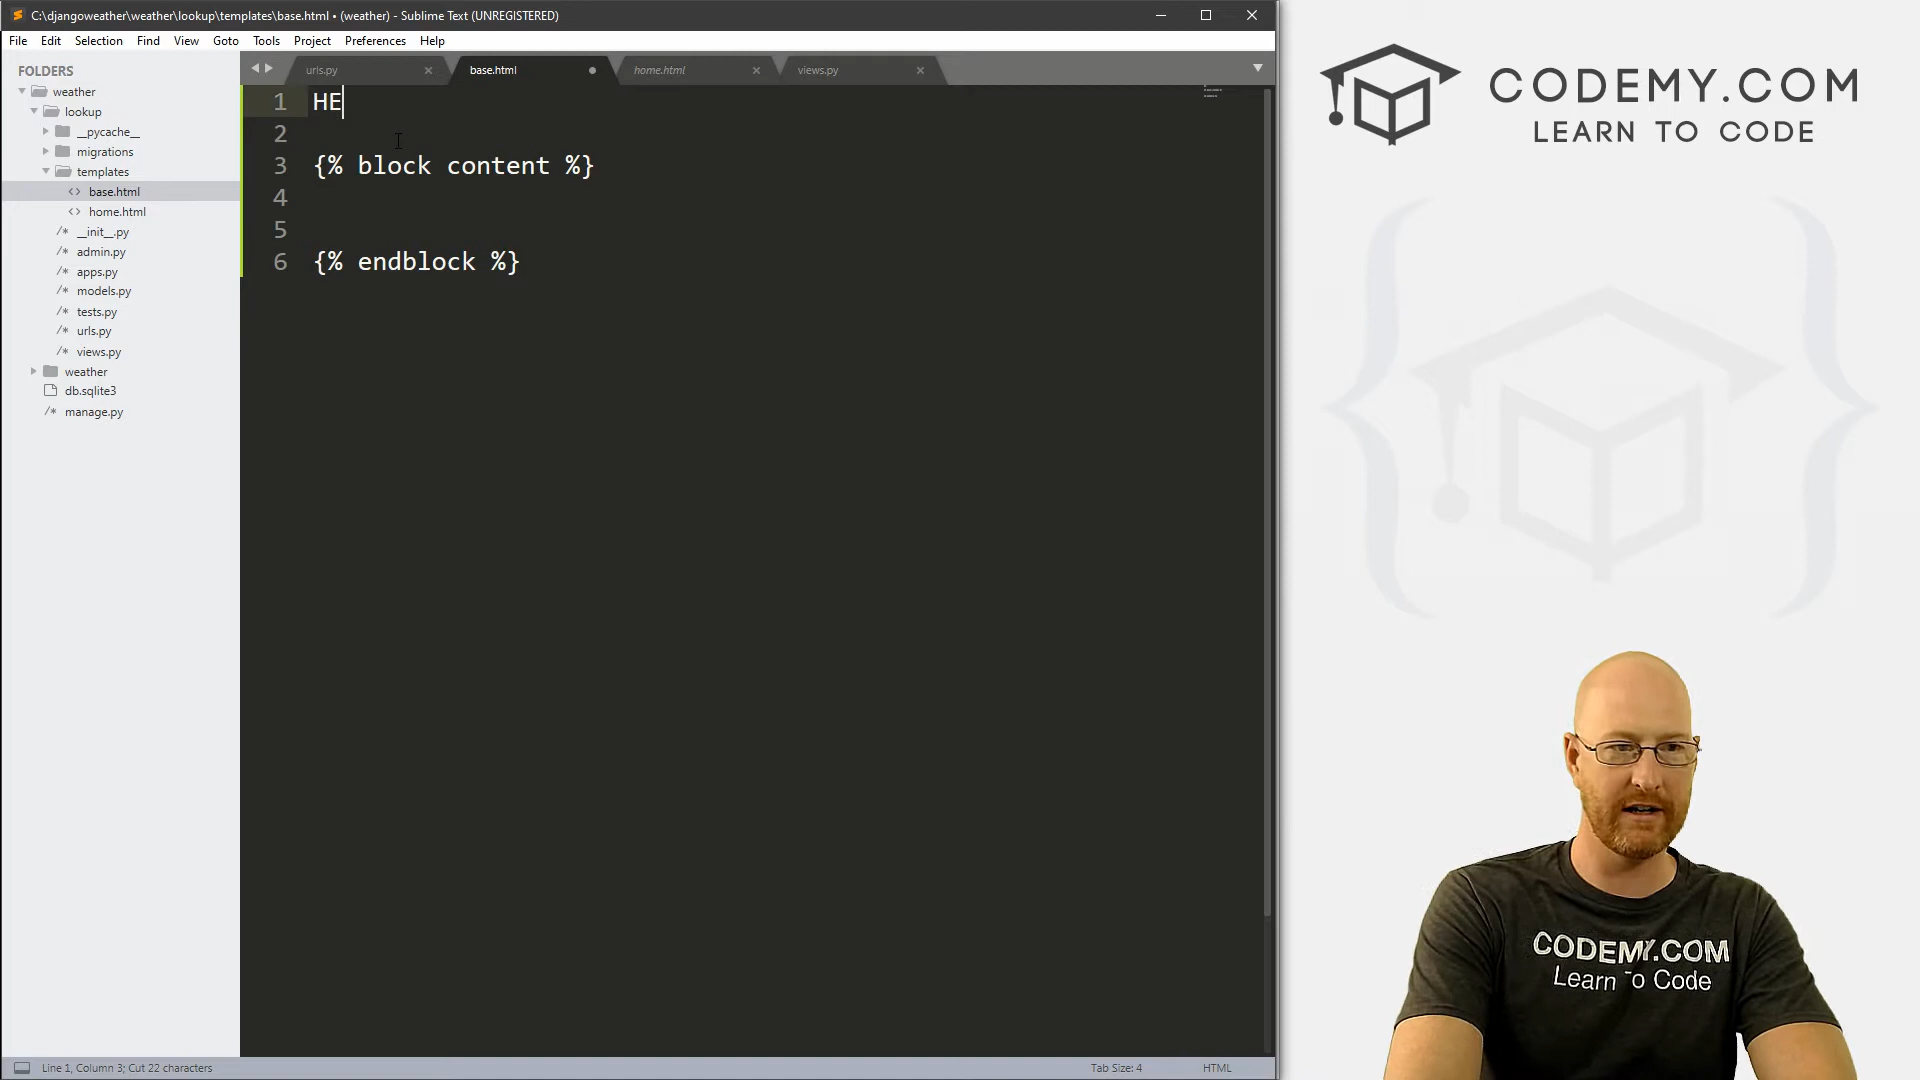 C:\djangoweather\weather\lookup\templates\base.html • (weather) - Sublime Text (UNREGISTERED)
File Edit Selection Find View Goto Tools Project Preferences Help
FOLDERS
weather
lookup
__pycache__
migrations
templates
base.html
home.html
__init__.py
admin.py
apps.py
models.py
tests.py
urls.py
views.py
weather
db.sqlite3
manage.py
urls.py base.html home.html views.py
1 HE
2
3 {% block content %}
4
5
6 {% endblock %}
Line 1, Column 3; Cut 22 characters
Tab Size: 4 HTML
CODEMY.COM
LEARN TO CODE
CODEMY.COM
Learn To Code